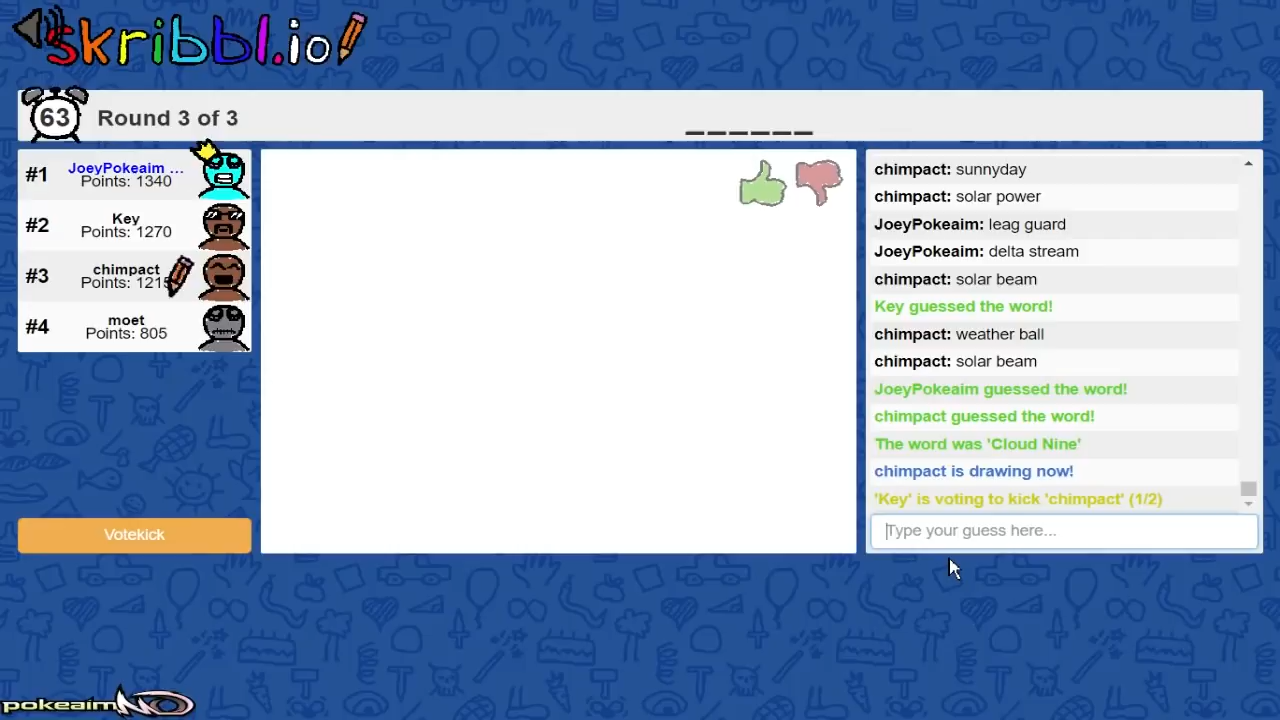 skribbl.io
63
Round 3 of 3
______
#1
JoeyPokeaim ...
Points: 1340
#2
Key
Points: 1270
#3
chimpact
Points: 1215
#4
moet
Points: 805
Votekick
chimpact: sunnyday
chimpact: solar power
JoeyPokeaim: leag guard
JoeyPokeaim: delta stream
chimpact: solar beam
Key guessed the word!
chimpact: weather ball
chimpact: solar beam
JoeyPokeaim guessed the word!
chimpact guessed the word!
The word was 'Cloud Nine'
chimpact is drawing now!
'Key' is voting to kick 'chimpact' (1/2)
Type your guess here...
pokeaim